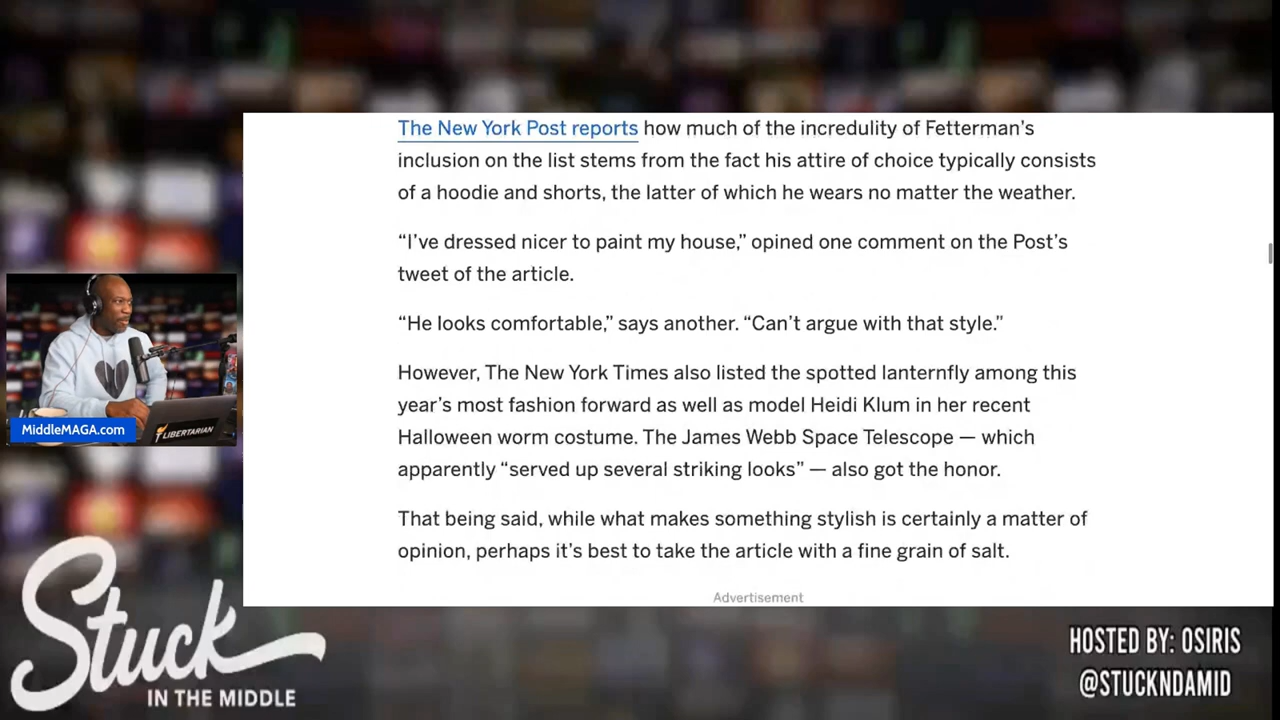 The New York Post reports how much of the incredulity of Fetterman's
inclusion on the list stems from the fact his attire of choice typically consists
of a hoodie and shorts, the latter of which he wears no matter the weather.
“I've dressed nicer to paint my house,” opined one comment on the Post's
tweet of the article.
“He looks comfortable,” says another. “Can't argue with that style.”
However, The New York Times also listed the spotted lanternfly among this
year's most fashion forward as well as model Heidi Klum in her recent
Halloween worm costume. The James Webb Space Telescope — which
apparently “served up several striking looks” — also got the honor.
That being said, while what makes something stylish is certainly a matter of
opinion, perhaps it's best to take the article with a fine grain of salt.
Advertisement
MiddleMAGA.com
LIBERTARIAN
Stuck
IN THE MIDDLE
HOSTED BY: OSIRIS
@STUCKNDAMID